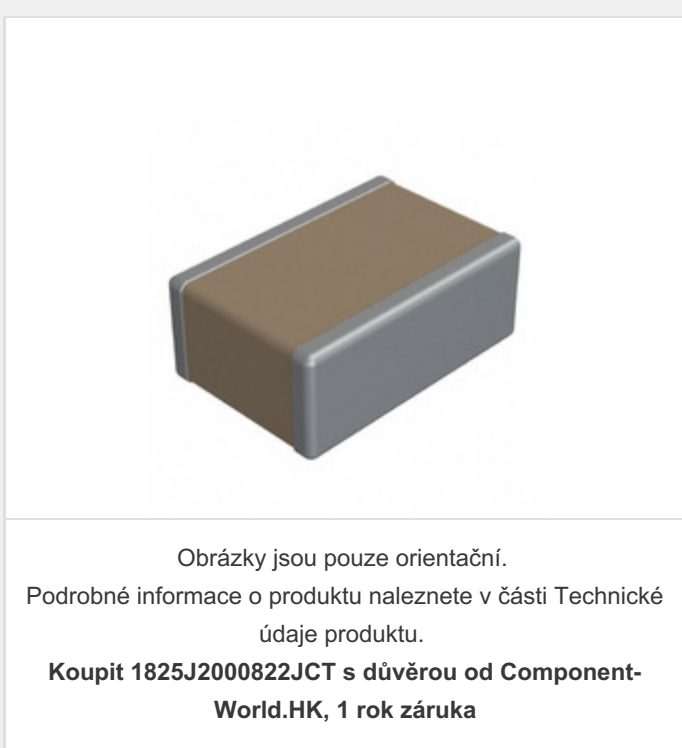 Obrázky jsou pouze orientační.
Podrobné informace o produktu naleznete v části Technické
údaje produktu.
Koupit 1825J2000822JCT s důvěrou od Component-
World.HK, 1 rok záruka